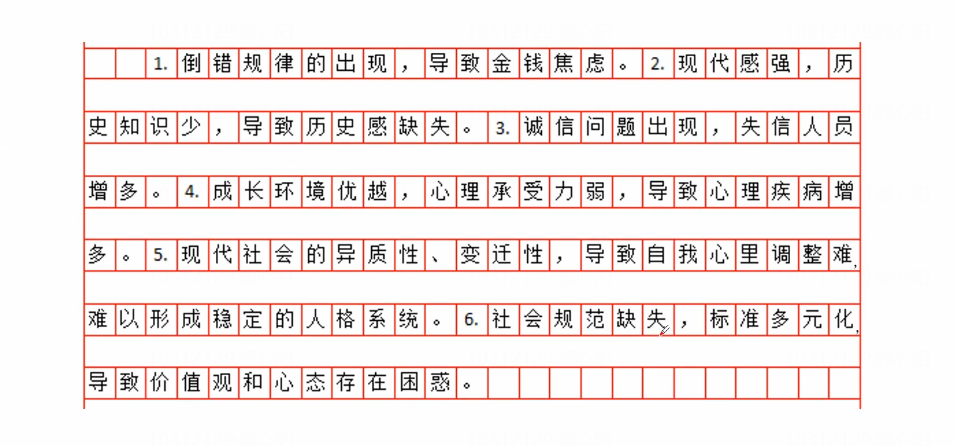 1.倒错规律的出现，导致金钱焦虑。2.现代感强，历
史知识少，导致历史感缺失。3.诚信问题出现，失信人员
增多。4.成长环境优越，心理承受力弱，导致心理疾病增
多。5.现代社会的异质性、变迁性，导致自我心里调整难，
难以形成稳定的人格系统。6.社会规范缺失，标准多元化，
导致价值观和心态存在困惑。